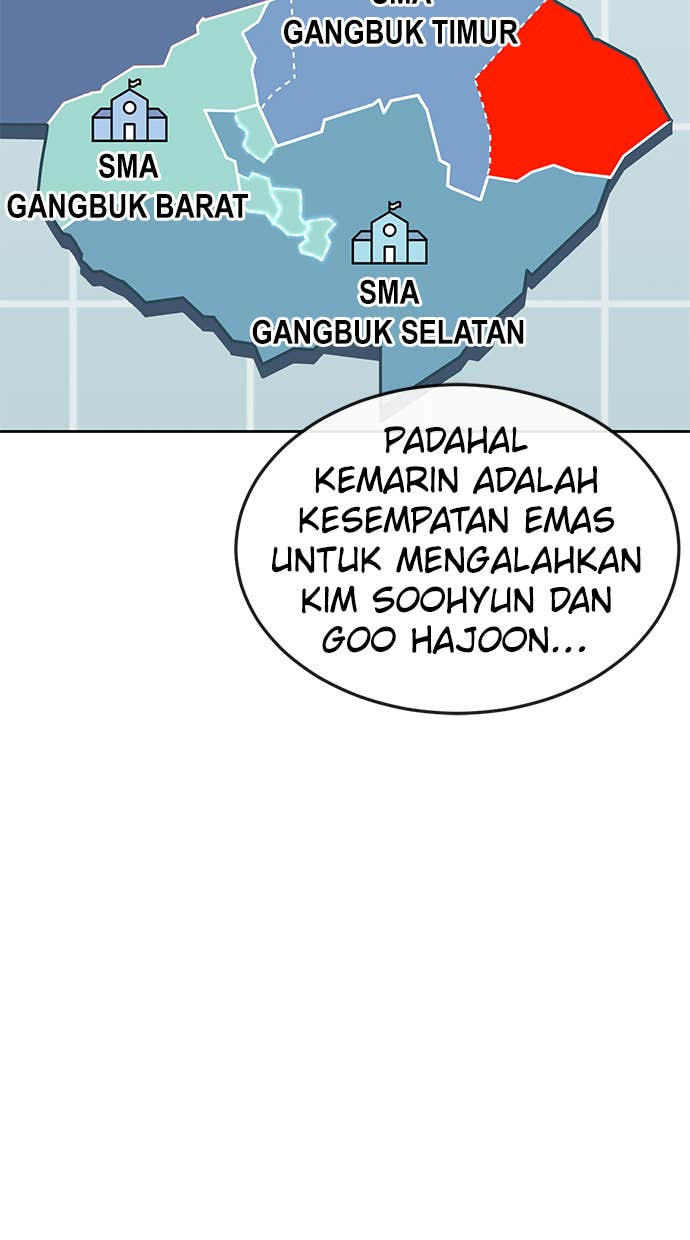 SMA
GANGBUK TIMUR
SMA
GANGBUK BARAT
SMA
GANGBUK SELATAN
PADAHAL
KEMARIN ADALAH
KESEMPATAN EMAS
UNTUK MENGALAHKAN
KIM SOOHYUN DAN
GOO HAJOON...